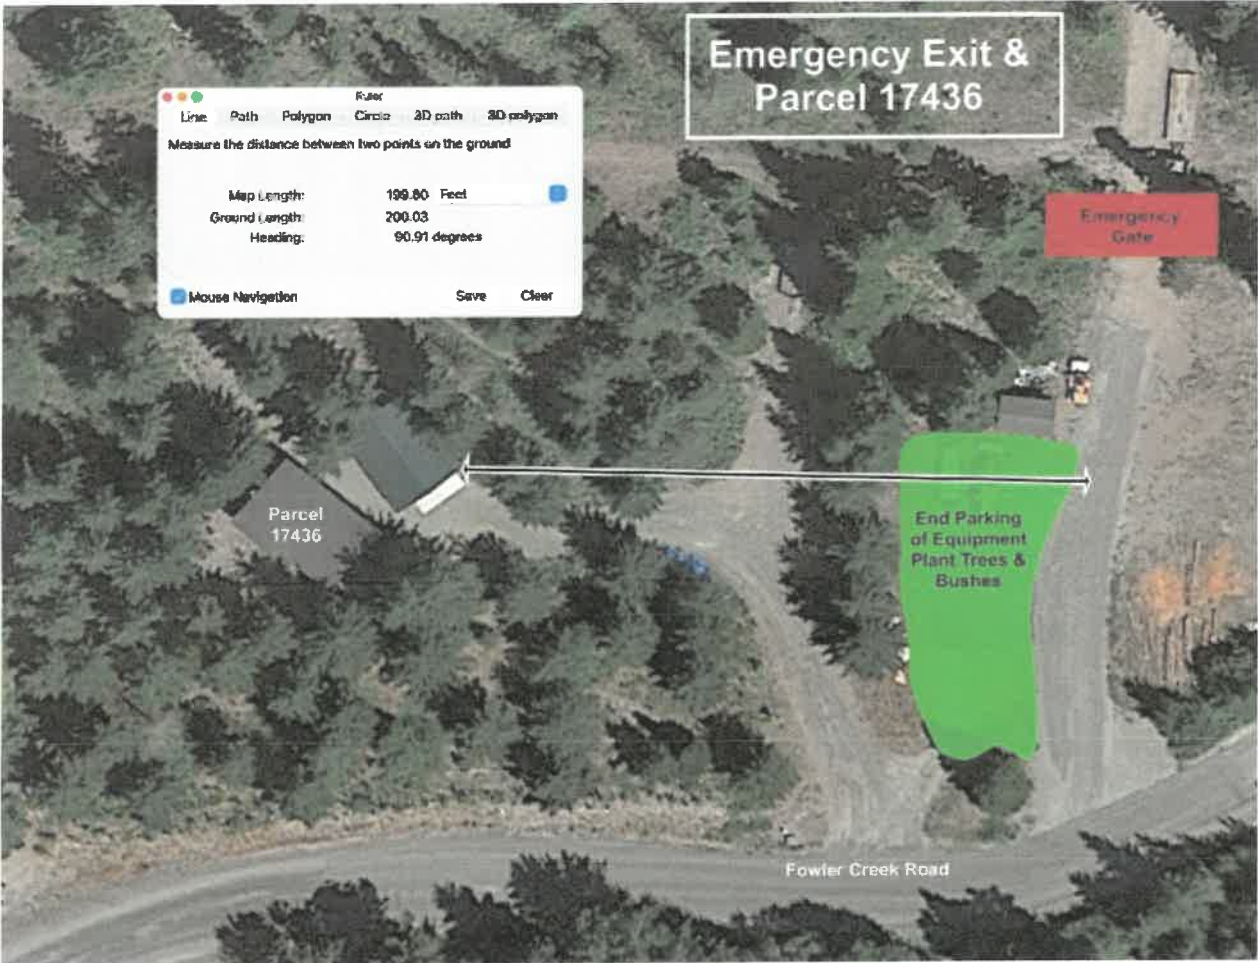 Emergency Exit &
Parcel 17436
Ruler
Line Path Polygon Circle 3D path 3D polygon
Measure the distance between two points on the ground
Map Length: 199.80 Feet
Ground Length: 200.03
Heading: 90.91 degrees
Mouse Navigation Save Clear
Emergency
Gate
Parcel
17436
End Parking
of Equipment
Plant Trees &
Bushes
Fowler Creek Road